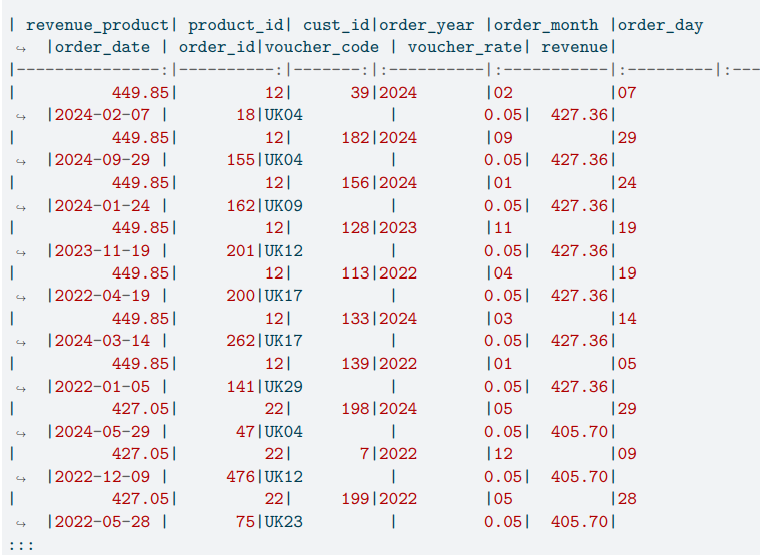 | revenue_product| product_id| cust_id|order_year |order_month |order_day
↪ |order_date | order_id|voucher_code | voucher_rate| revenue|
|---------------:|----------:|-------:|:----------|:-----------|:---------|:---
| 449.85| 12| 39|2024 |02 |07
↪ |2024-02-07 | 18|UK04 | 0.05| 427.36|
| 449.85| 12| 182|2024 |09 |29
↪ |2024-09-29 | 155|UK04 | 0.05| 427.36|
| 449.85| 12| 156|2024 |01 |24
↪ |2024-01-24 | 162|UK09 | 0.05| 427.36|
| 449.85| 12| 128|2023 |11 |19
↪ |2023-11-19 | 201|UK12 | 0.05| 427.36|
| 449.85| 12| 113|2022 |04 |19
↪ |2022-04-19 | 200|UK17 | 0.05| 427.36|
| 449.85| 12| 133|2024 |03 |14
↪ |2024-03-14 | 262|UK17 | 0.05| 427.36|
| 449.85| 12| 139|2022 |01 |05
↪ |2022-01-05 | 141|UK29 | 0.05| 427.36|
| 427.05| 22| 198|2024 |05 |29
↪ |2024-05-29 | 47|UK04 | 0.05| 405.70|
| 427.05| 22| 7|2022 |12 |09
↪ |2022-12-09 | 476|UK12 | 0.05| 405.70|
| 427.05| 22| 199|2022 |05 |28
↪ |2022-05-28 | 75|UK23 | 0.05| 405.70|
:::